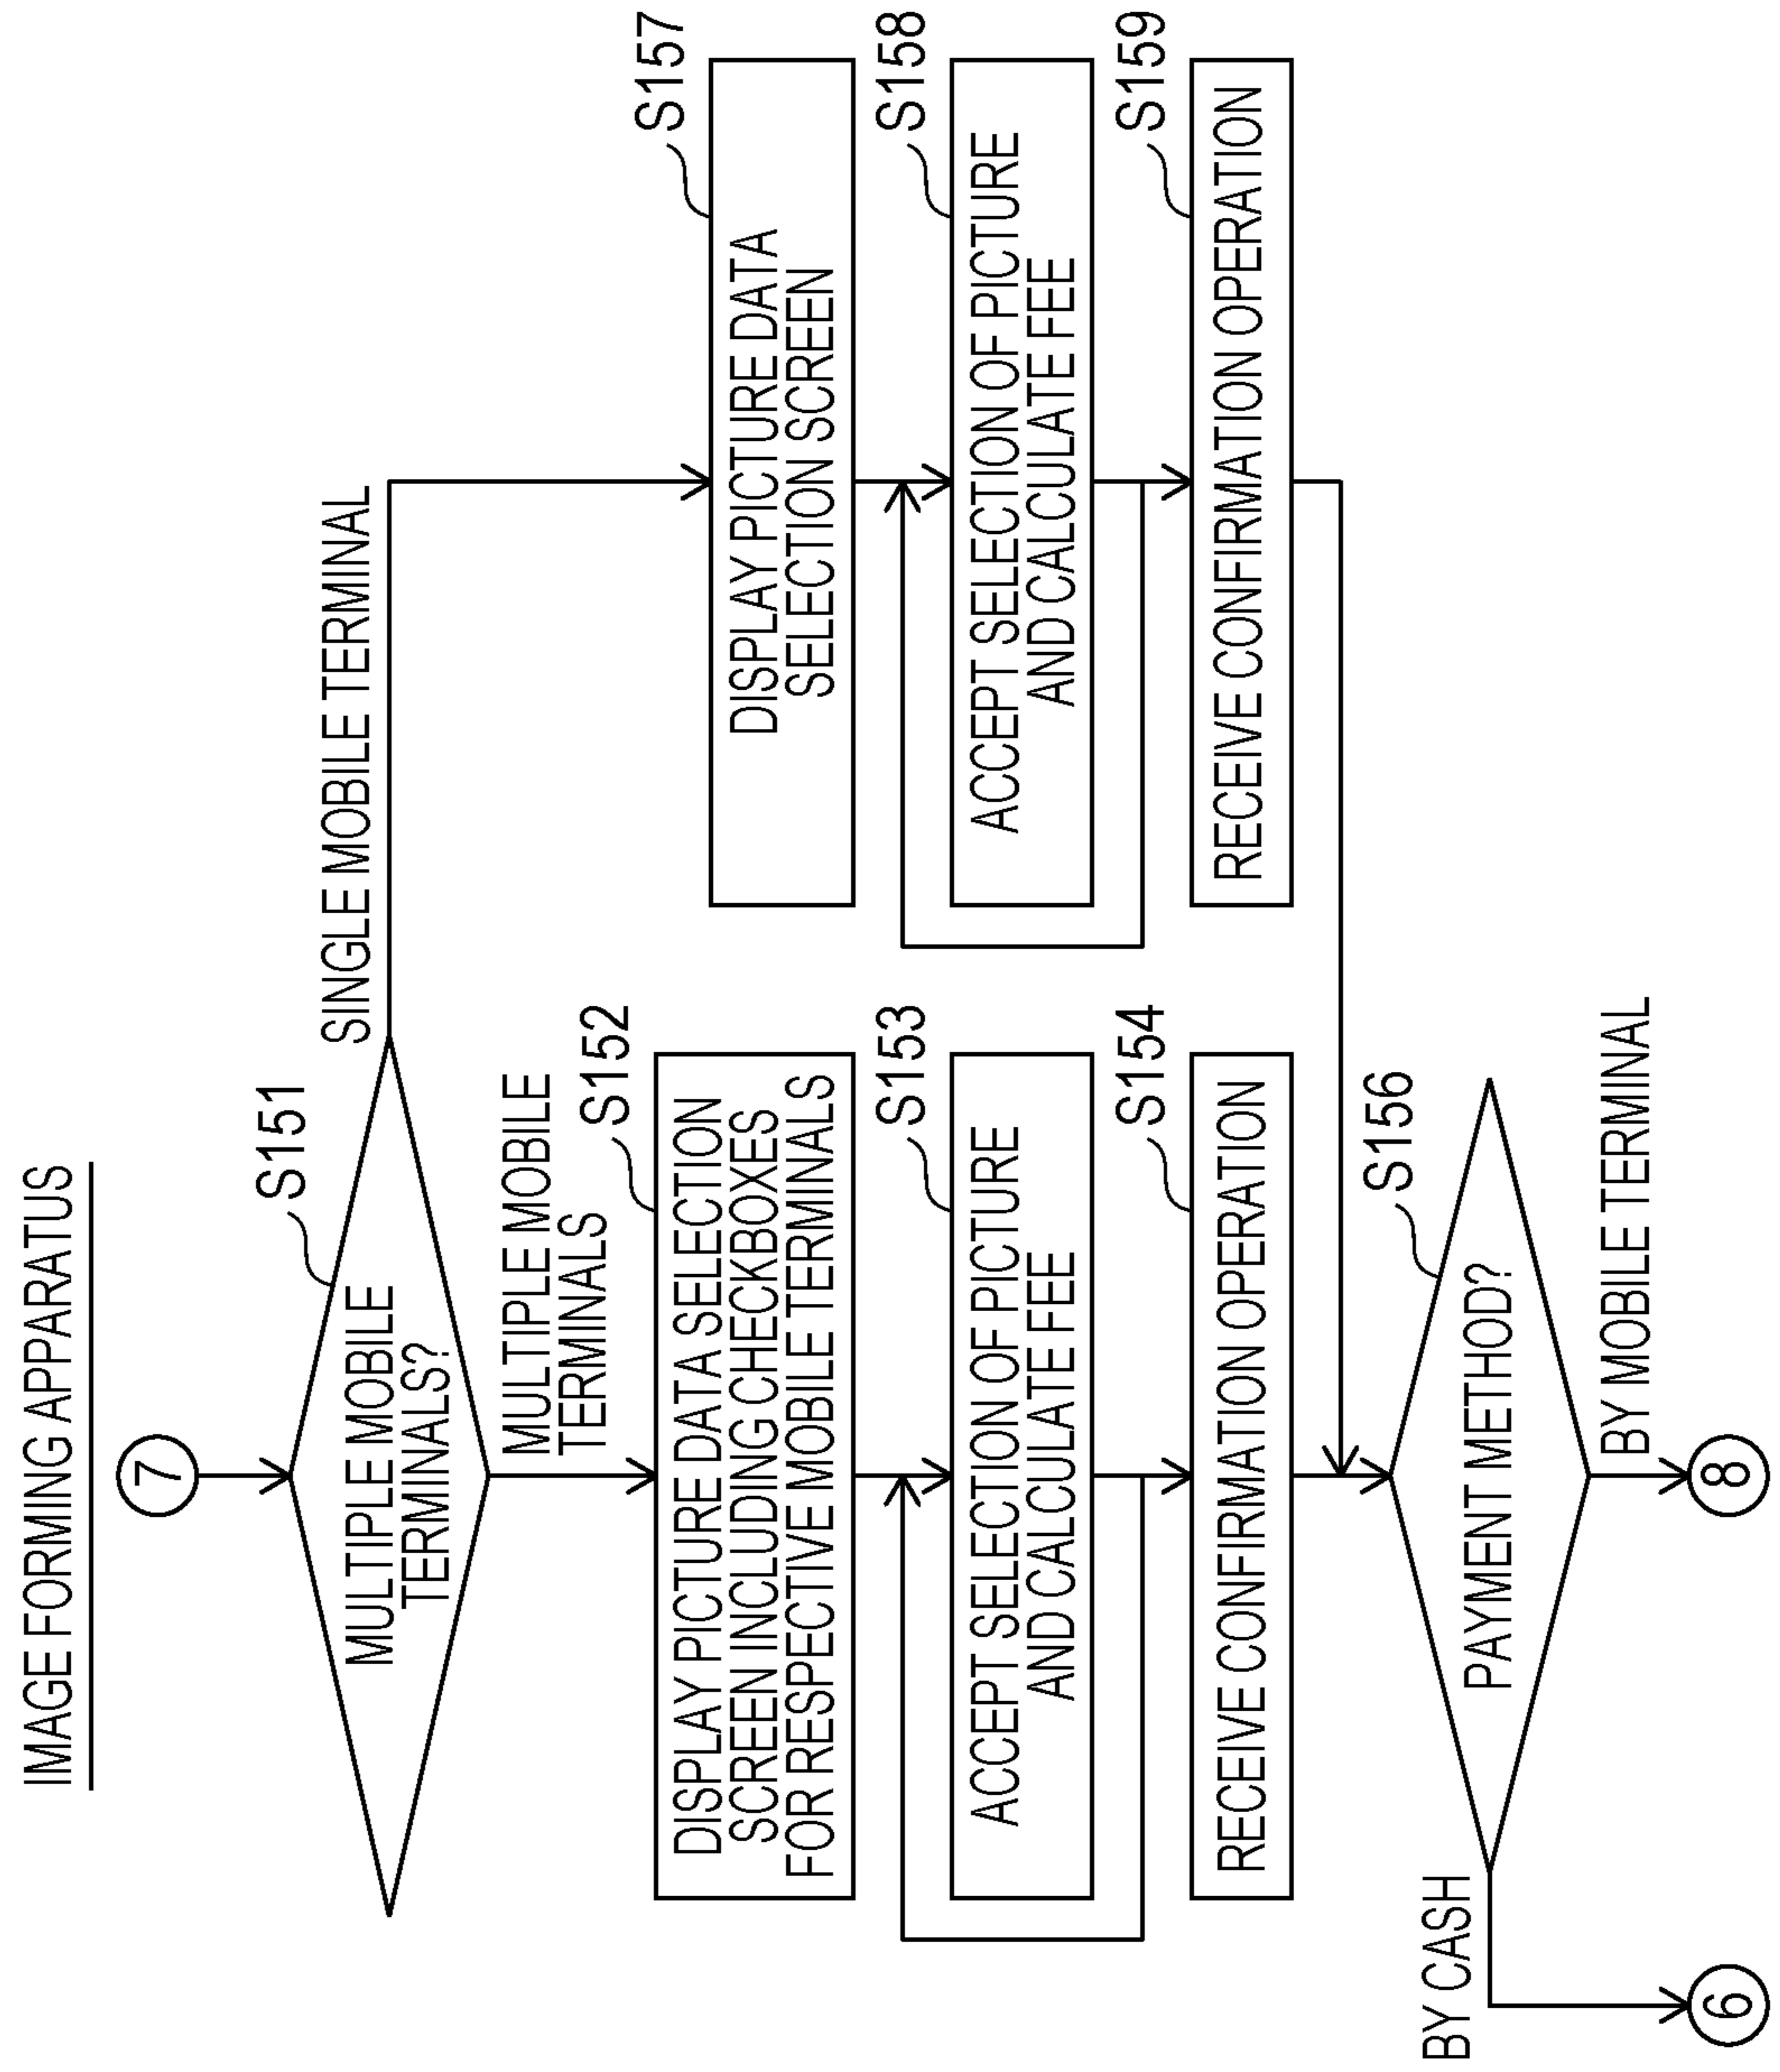 IMAGE FORMING APPARATUS
7
S151
MULTIPLE MOBILE
TERMINALS?
SINGLE MOBILE TERMINAL
MULTIPLE MOBILE
TERMINALS
S152
DISPLAY PICTURE DATA SELECTION
SCREEN INCLUDING CHECKBOXES
FOR RESPECTIVE MOBILE TERMINALS
S157
DISPLAY PICTURE DATA
SELECTION SCREEN
S153
ACCEPT SELECTION OF PICTURE
AND CALCULATE FEE
S158
ACCEPT SELECTION OF PICTURE
AND CALCULATE FEE
S154
RECEIVE CONFIRMATION OPERATION
S159
RECEIVE CONFIRMATION OPERATION
S156
PAYMENT METHOD?
BY CASH
BY MOBILE TERMINAL
6
8